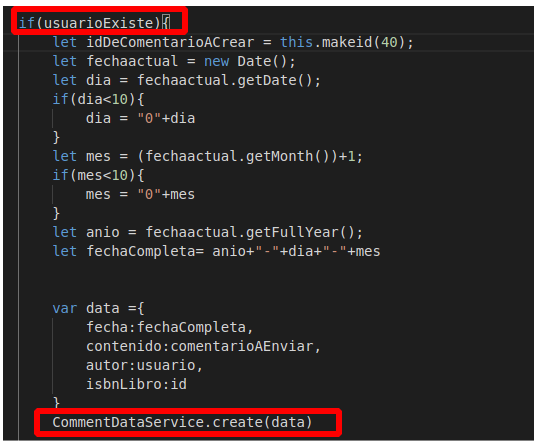 if(usuarioExiste){
let idDeComentarioACrear = this.makeid(40);
let fechaactual = new Date();
let dia = fechaactual.getDate();
if(dia<10){
dia = "0"+dia
}
let mes = (fechaactual.getMonth())+1;
if(mes<10){
mes = "0"+mes
}
let anio = fechaactual.getFullYear();
let fechaCompleta= anio+"-"+dia+"-"+mes
var data ={
fecha:fechaCompleta,
contenido:comentarioAEnviar,
autor:usuario,
isbnLibro:id
}
CommentDataService.create(data)